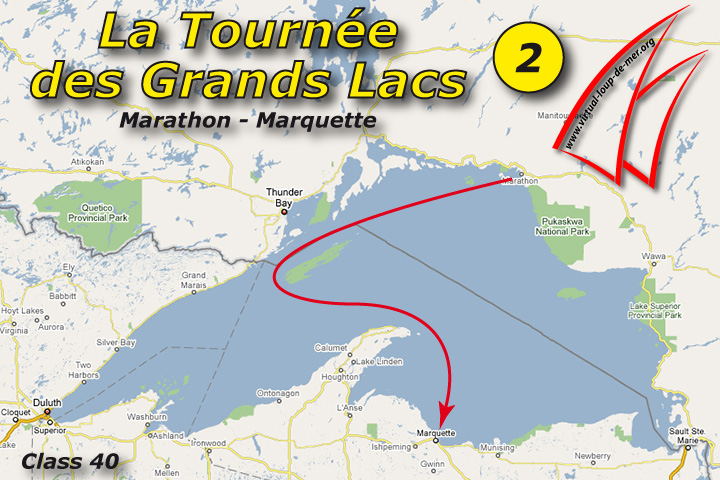 La Tournée
des Grands Lacs
2
Marathon - Marquette
www.virtual-loup-de-mer.org
Manitou
Atikokan
Quetico
Provincial Park
Thunder
Bay
Marathon
Pukaskwa
National Park
Wawa
Lake Superior
Provincial Park
Ely
Babbitt
Hoyt Lakes
Aurora
Virginia
Grand
Marais
Silver Bay
Two
Harbors
Duluth
Cloquet
Superior
Washburn
Ashland
Mellen
Ironwood
Ontonagon
Calumet
Lake Linden
Houghton
L'Anse
Marquette
Ishpeming
Gwinn
Munising
Newberry
Sault Ste.
Marie
Class 40